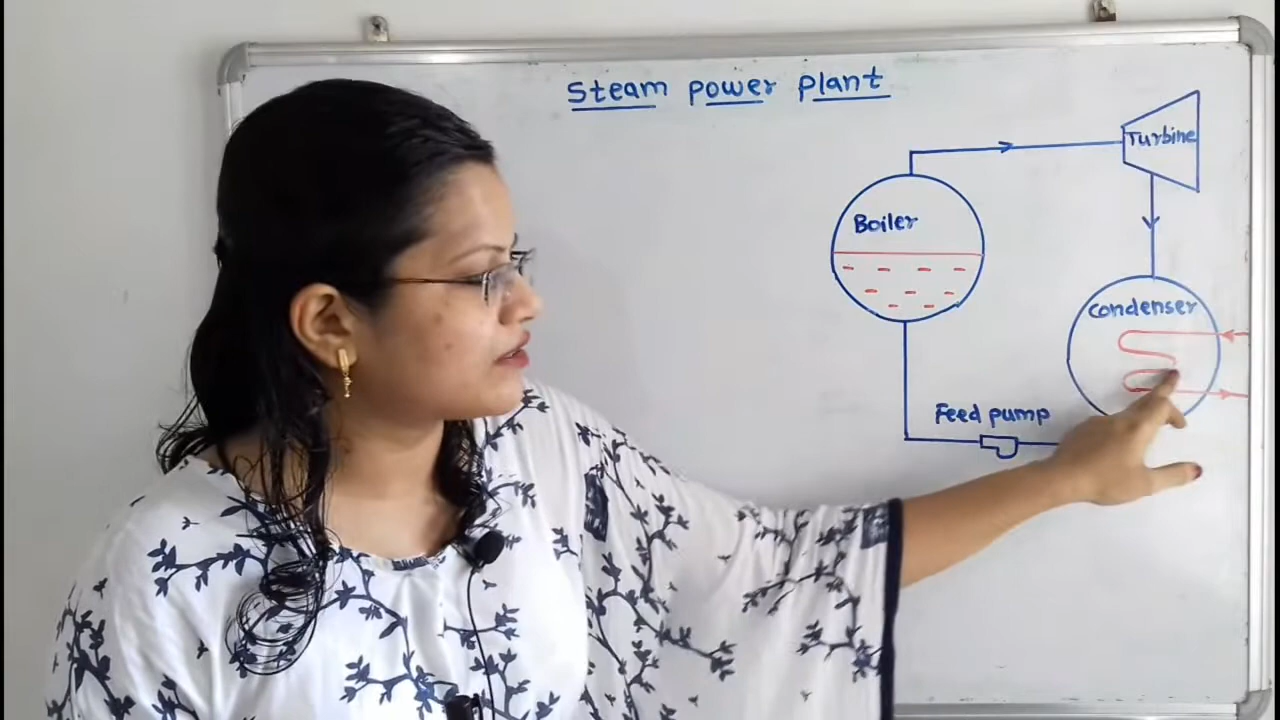 Steam power plant
Turbine
Boiler
Condenser
Feed pump